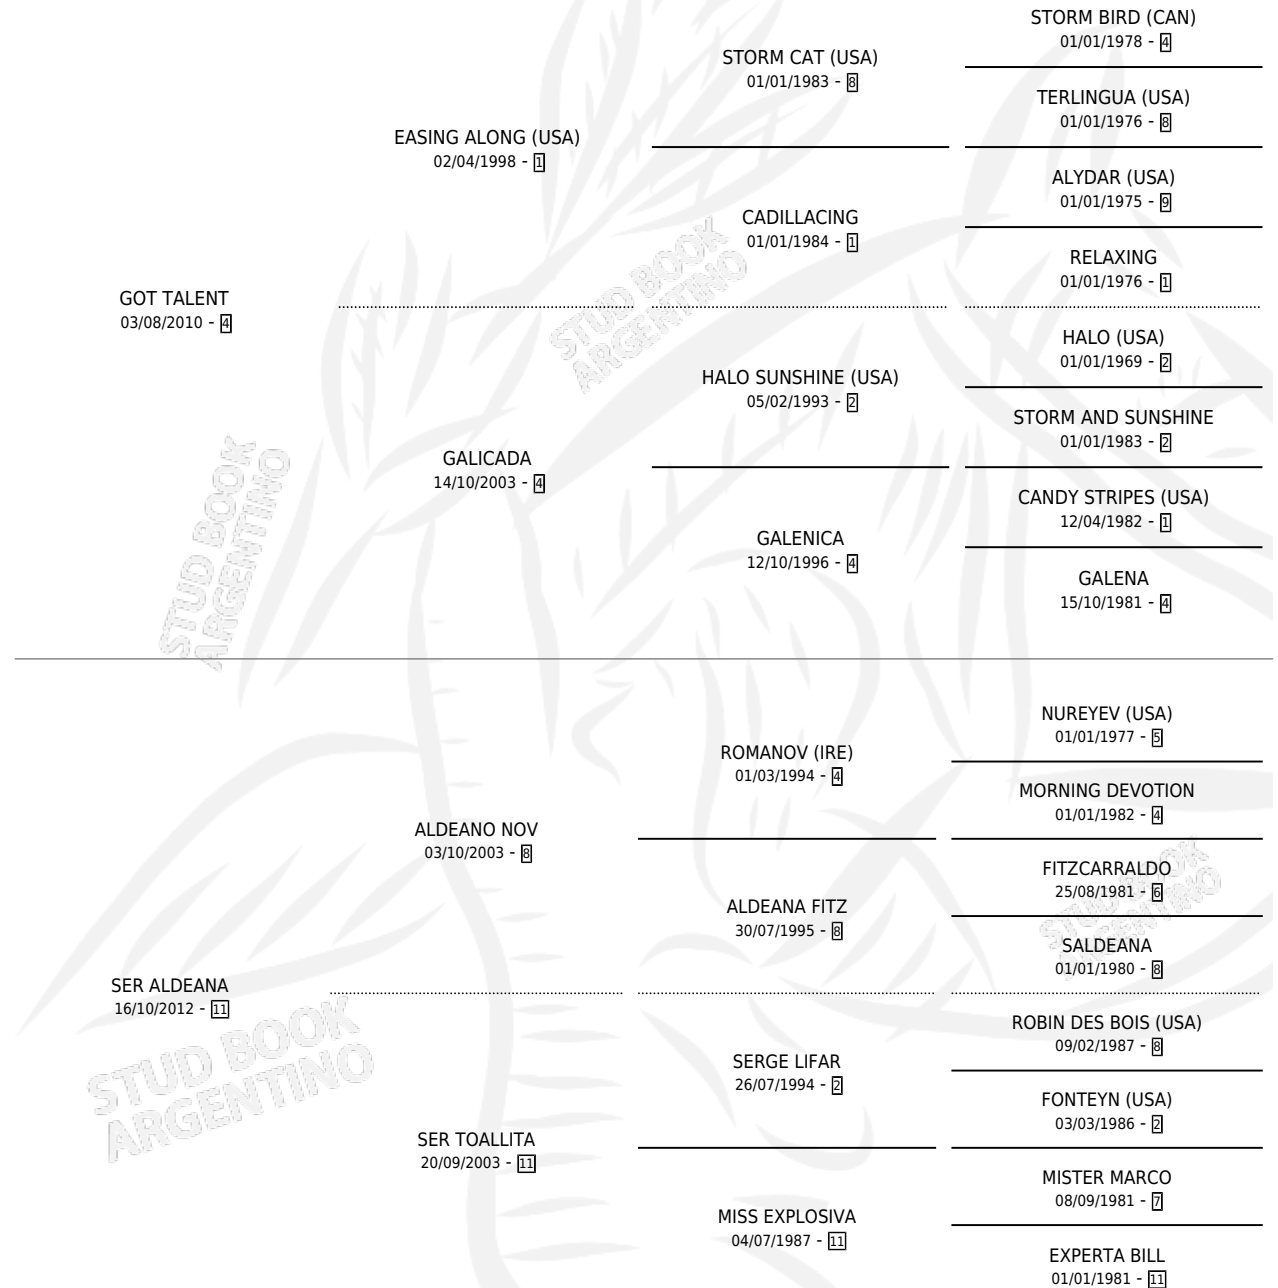 STORM BIRD (CAN)
01/01/1978 - 4
STORM CAT (USA)
01/01/1983 - 8
TERLINGUA (USA)
01/01/1976 - 8
EASING ALONG (USA)
02/04/1998 - 1
ALYDAR (USA)
01/01/1975 - 9
CADILLACING
01/01/1984 - 1
RELAXING
01/01/1976 - 1
GOT TALENT
03/08/2010 - 4
HALO (USA)
01/01/1969 - 2
HALO SUNSHINE (USA)
05/02/1993 - 2
STORM AND SUNSHINE
01/01/1983 - 2
GALICADA
14/10/2003 - 4
CANDY STRIPES (USA)
12/04/1982 - 1
GALENICA
12/10/1996 - 4
GALENA
15/10/1981 - 4
STUD BOOK
ARGENTINO
STUD BOOK
ARGENTINO
NUREYEV (USA)
01/01/1977 - 5
ROMANOV (IRE)
01/03/1994 - 4
MORNING DEVOTION
01/01/1982 - 4
ALDEANO NOV
03/10/2003 - 8
FITZCARRALDO
25/08/1981 - 6
ALDEANA FITZ
30/07/1995 - 8
SALDEANA
01/01/1980 - 8
SER ALDEANA
16/10/2012 - 11
ROBIN DES BOIS (USA)
09/02/1987 - 8
SERGE LIFAR
26/07/1994 - 2
FONTEYN (USA)
03/03/1986 - 2
SER TOALLITA
20/09/2003 - 11
MISTER MARCO
08/09/1981 - 7
MISS EXPLOSIVA
04/07/1987 - 11
EXPERTA BILL
01/01/1981 - 11
STUD BOOK
ARGENTINO
STUD BOOK
ARGENTINO